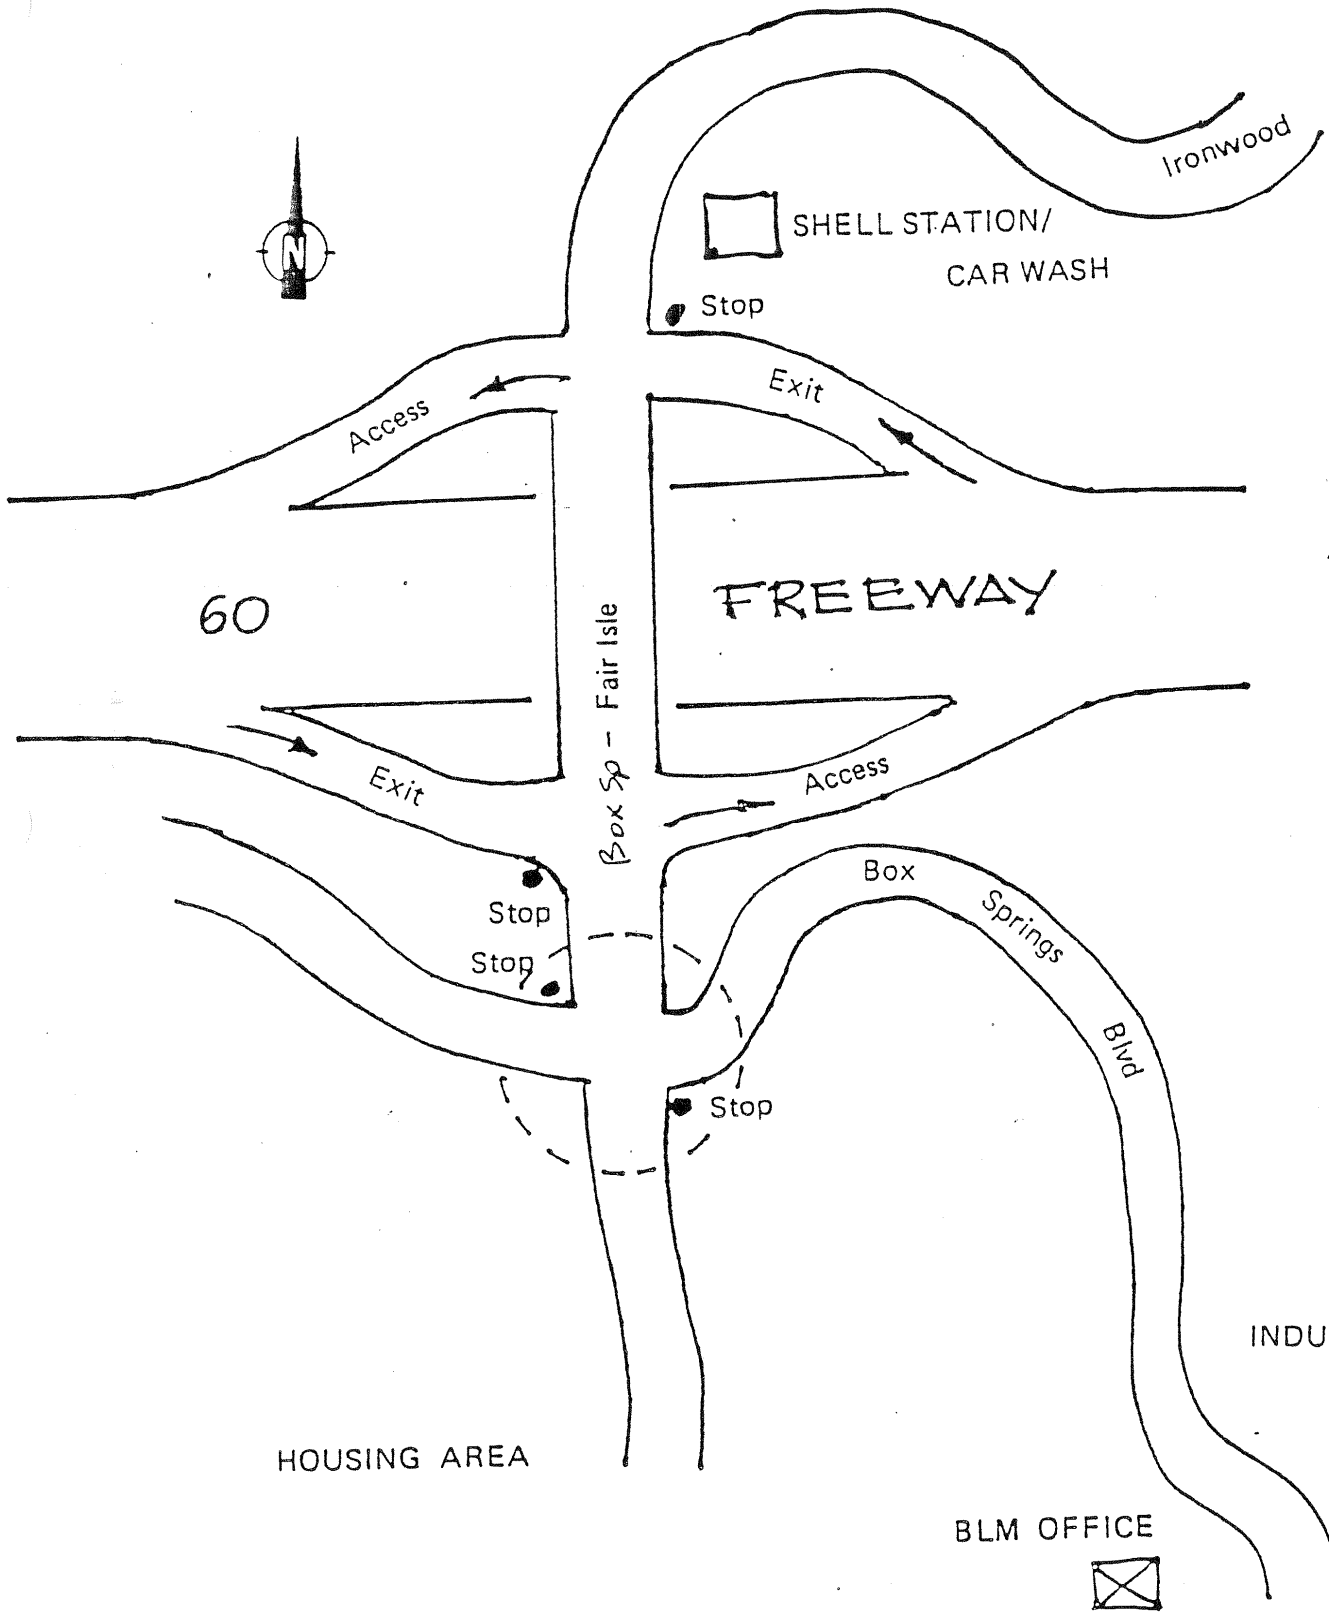 Ironwood
SHELL STATION/
CAR WASH
N
Stop
Exit
Access
60
FREEWAY
Box Sp - Fair Isle
Exit
Access
Box Springs Blvd
Stop
Stop
Stop
INDU
HOUSING AREA
BLM OFFICE